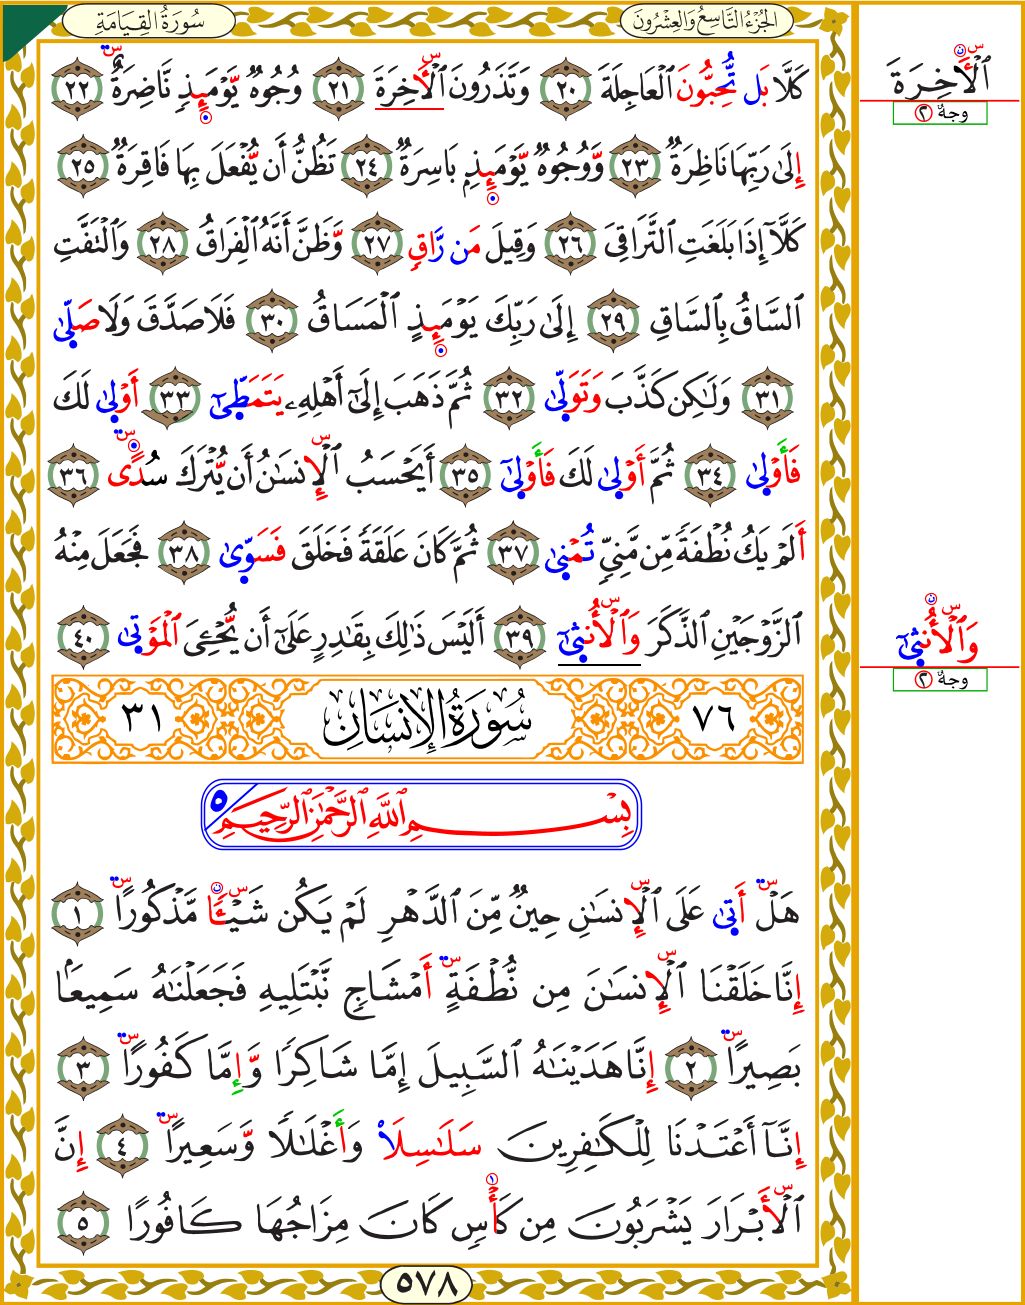 الجُزْءُ التَّاسِعُ وَالعِشْرُونَ
سُورَةُ القِيَامَةِ
كَلَّا بَل تُّحِبُّونَ ٱلْعَاجِلَةَ ٢٠ وَتَذَرُونَ ٱلْأَخِرَةَ ٢١ وُجُوهٌ يَوْمَئِذٍ نَّاضِرَةٌ ٢٢
إِلَىٰ رَبِّهَا نَاظِرَةٌ ٢٣ وَوُجُوهٌ يَوْمَئِذٍ بَاسِرَةٌ ٢٤ تَظُنُّ أَن يُفْعَلَ بِهَا فَاقِرَةٌ ٢٥
كَلَّآ إِذَا بَلَغَتِ ٱلتَّرَاقِىَ ٢٦ وَقِيلَ مَن رَّاقٍ ٢٧ وَظَنَّ أَنَّهُ ٱلْفِرَاقُ ٢٨ وَٱلْتَفَّتِ
ٱلسَّاقُ بِٱلسَّاقِ ٢٩ إِلَىٰ رَبِّكَ يَوْمَئِذٍ ٱلْمَسَاقُ ٣٠ فَلَا صَدَّقَ وَلَا صَلَّىٰ
٣١ وَلَـٰكِن كَذَّبَ وَتَوَلَّىٰ ٣٢ ثُمَّ ذَهَبَ إِلَىٰٓ أَهْلِهِۦ يَتَمَطَّىٰٓ ٣٣ أَوْلَىٰ لَكَ
فَأَوْلَىٰ ٣٤ ثُمَّ أَوْلَىٰ لَكَ فَأَوْلَىٰٓ ٣٥ أَيَحْسَبُ ٱلْإِنسَـٰنُ أَن يُتْرَكَ سُدًى ٣٦
أَلَمْ يَكُ نُطْفَةً مِّن مَّنِىٍّ تُمْنَىٰ ٣٧ ثُمَّ كَانَ عَلَقَةً فَخَلَقَ فَسَوَّىٰ ٣٨ فَجَعَلَ مِنْهُ
ٱلزَّوْجَيْنِ ٱلذَّكَرَ وَٱلْأُنثَىٰٓ ٣٩ أَلَيْسَ ذَٰلِكَ بِقَـٰدِرٍ عَلَىٰٓ أَن يُحْـِۧىَ ٱلْمَوْتَىٰ ٤٠
٧٦ سُورَةُ الإِنسَانِ ٣١
بِسْمِ ٱللَّهِ ٱلرَّحْمَـٰنِ ٱلرَّحِيمِ ٥
هَلْ أَتَىٰ عَلَى ٱلْإِنسَـٰنِ حِينٌ مِّنَ ٱلدَّهْرِ لَمْ يَكُن شَيْـًٔا مَّذْكُورًا ١
إِنَّا خَلَقْنَا ٱلْإِنسَـٰنَ مِن نُّطْفَةٍ أَمْشَاجٍ نَّبْتَلِيهِ فَجَعَلْنَـٰهُ سَمِيعًا
بَصِيرًا ٢ إِنَّا هَدَيْنَـٰهُ ٱلسَّبِيلَ إِمَّا شَاكِرًا وَإِمَّا كَفُورًا ٣
إِنَّآ أَعْتَدْنَا لِلْكَـٰفِرِينَ سَلَـٰسِلَا۟ وَأَغْلَـٰلًا وَسَعِيرًا ٤ إِنَّ
ٱلْأَبْرَارَ يَشْرَبُونَ مِن كَأْسٍ كَانَ مِزَاجُهَا كَافُورًا ٥
٥٧٨
ٱلْأَخِرَةَ
وجهٌ ٢
وَٱلْأُنثَىٰٓ
وجهٌ ٢